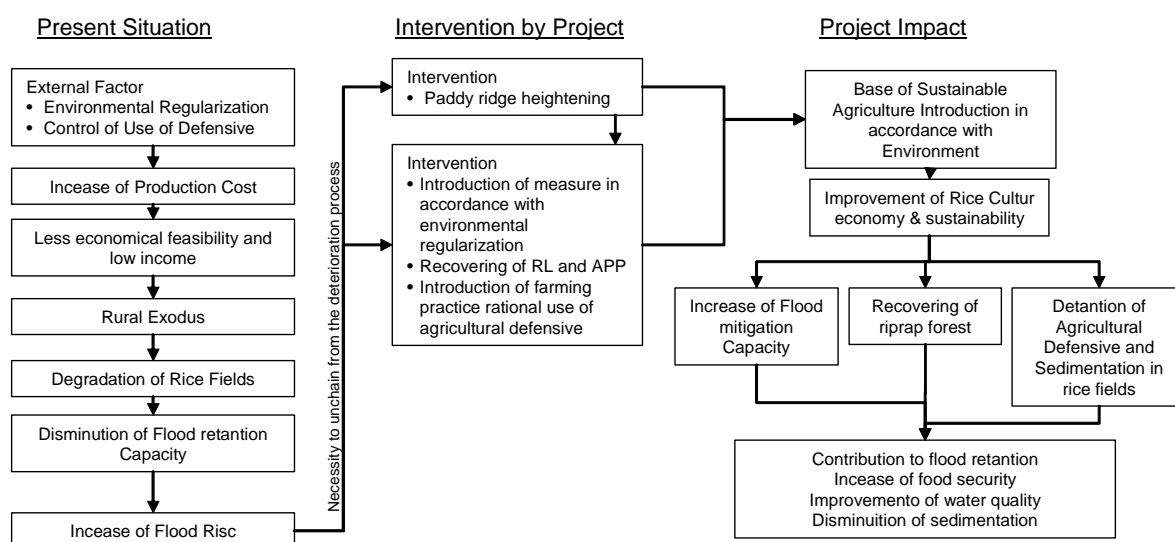 Present Situation
External Factor
• Environmental Regularization
• Control of Use of Defensive
Incease of Production Cost
Less economical feasibility and
low income
Rural Exodus
Degradation of Rice Fields
Disminution of Flood retantion
Capacity
Incease of Flood Risc
Necessity to unchain from the deterioration process
Intervention by Project
Intervention
• Paddy ridge heightening
Intervention
• Introduction of measure in
accordance with
environmental
regularization
• Recovering of RL and APP
• Introduction of farming
practice rational use of
agricultural defensive
Project Impact
Base of Sustainable
Agriculture Introduction in
accordance with
Environment
Improvement of Rice Cultur
economy & sustainability
Increase of Flood
mitigation
Capacity
Recovering of
riprap forest
Detantion of
Agricultural
Defensive and
Sedimentation in
rice fields
Contribution to flood retantion
Incease of food security
Improvemento of water quality
Disminuition of sedimentation